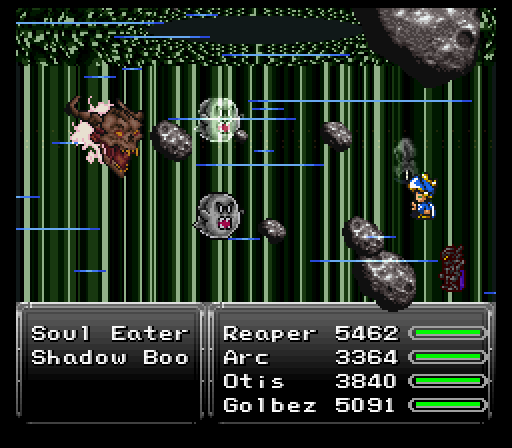 Soul Eater
Shadow Boo
Reaper 5462
Arc 3364
Otis 3840
Golbez 5091